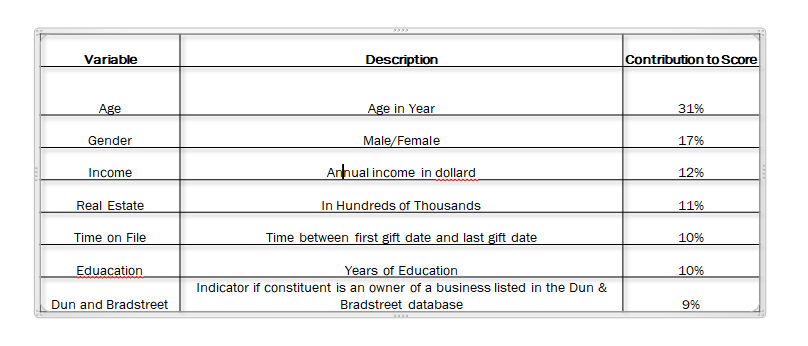 Variable Description Contribution to Score
Age Age in Year 31%
Gender Male/Female 17%
Income Annual income in dollard 12%
Real Estate In Hundreds of Thousands 11%
Time on File Time between first gift date and last gift date 10%
Eduacation Years of Education 10%
Indicator if constituent is an owner of a business listed in the Dun &
Dun and Bradstreet Bradstreet database 9%